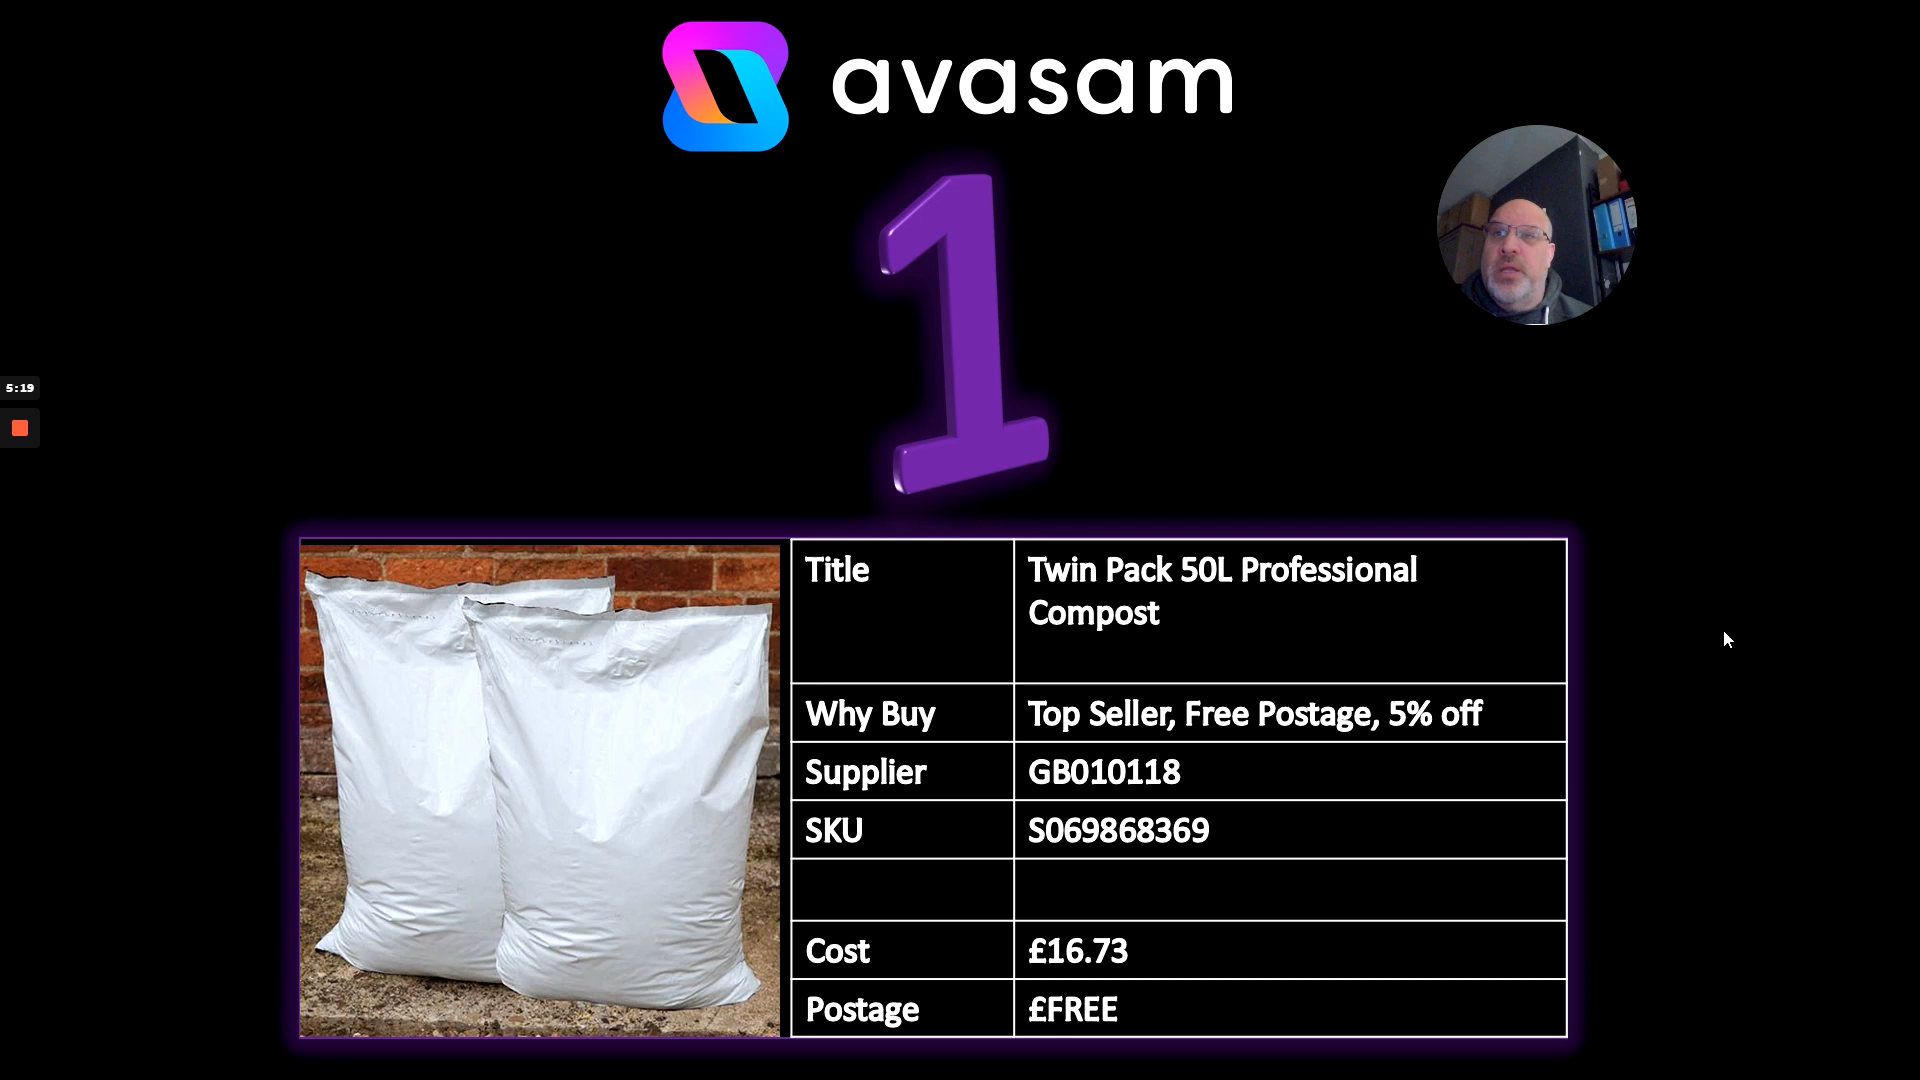 avasam
1
5:19
Title
Twin Pack 50L Professional
Compost
Why Buy
Top Seller, Free Postage, 5% off
Supplier
GB010118
SKU
S069868369
Cost
£16.73
Postage
£FREE